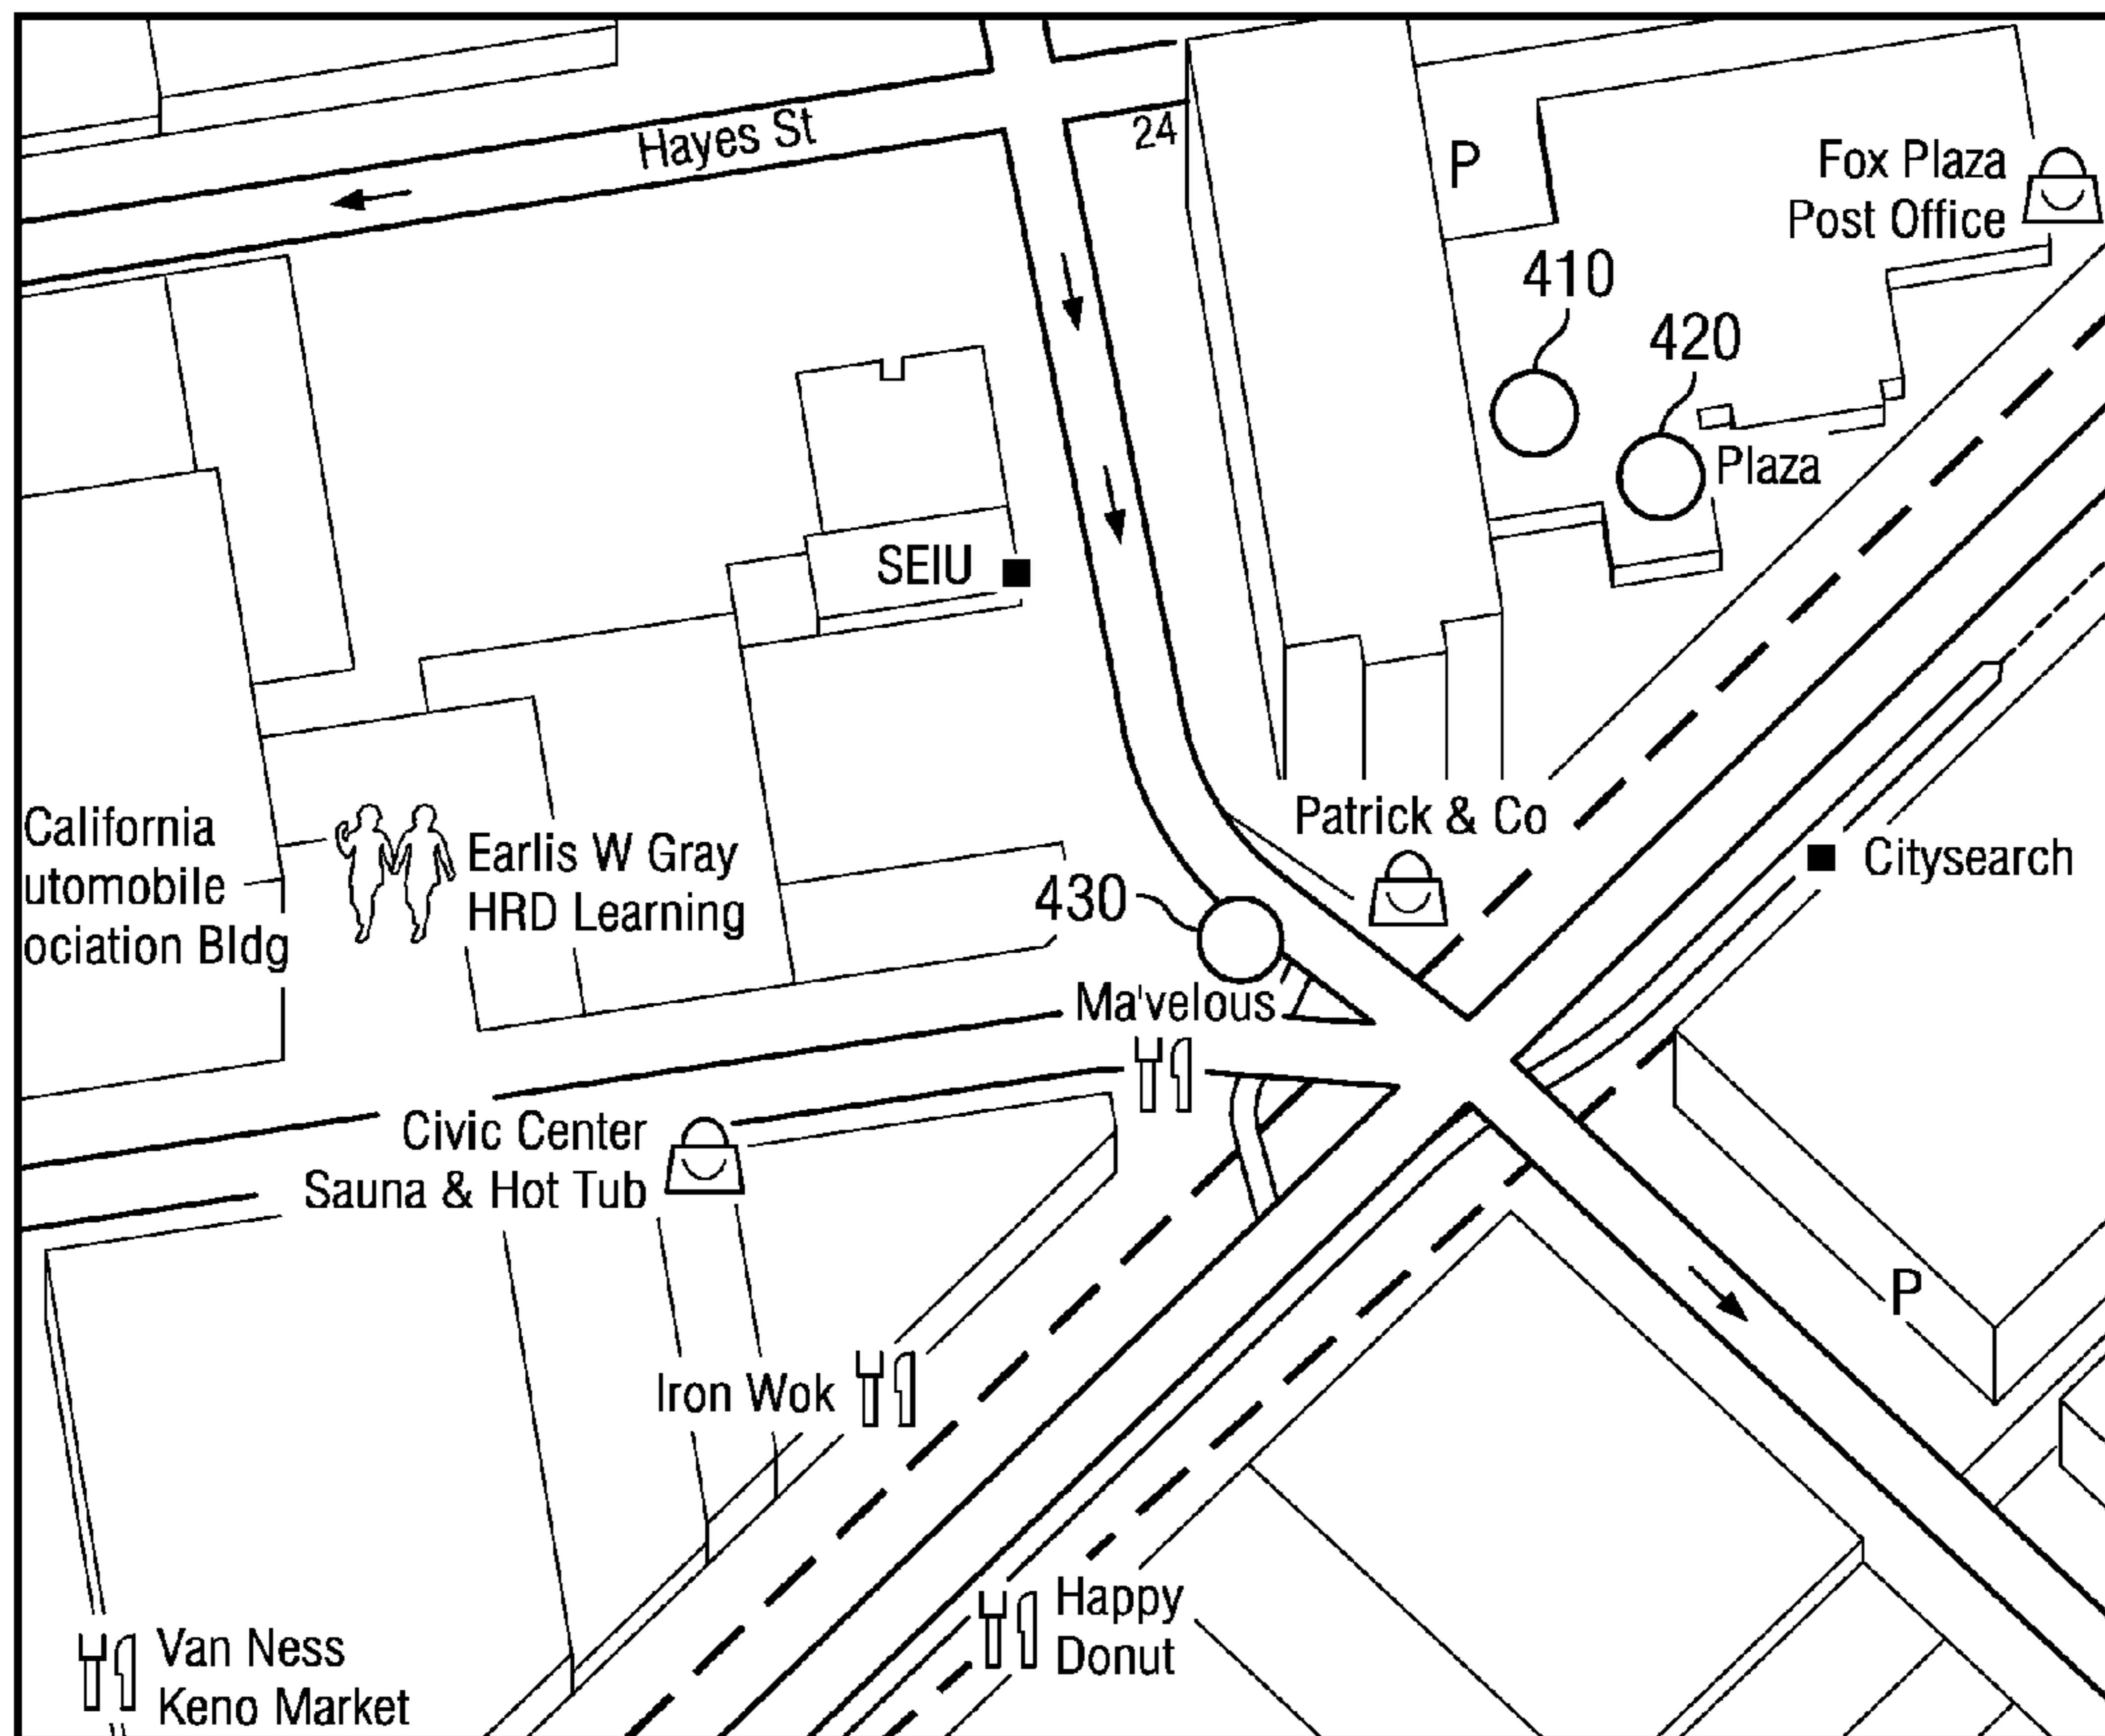 Hayes St
24
P
Fox Plaza
Post Office
410
420
Plaza
SEIU
Patrick & Co
Citysearch
California
utomobile
ociation Bldg
Earlis W Gray
HRD Learning
430
Ma'velous
Civic Center
Sauna & Hot Tub
P
Iron Wok
Happy
Donut
Van Ness
Keno Market